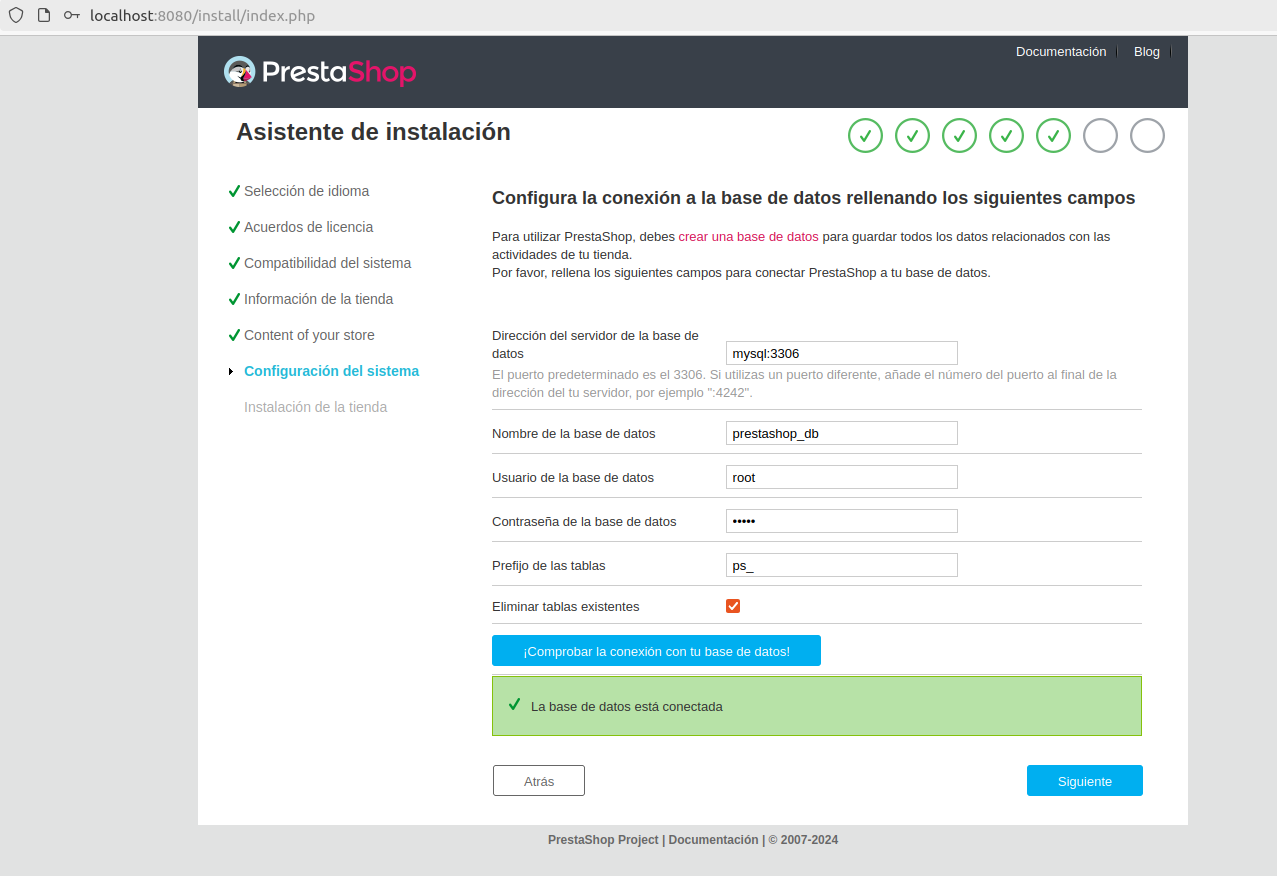 localhost:8080/install/index.php
Documentación
Blog
PrestaShop
Asistente de instalación
Selección de idioma
Acuerdos de licencia
Compatibilidad del sistema
Información de la tienda
Content of your store
Configuración del sistema
Instalación de la tienda
Configura la conexión a la base de datos rellenando los siguientes campos
Para utilizar PrestaShop, debes crear una base de datos para guardar todos los datos relacionados con las
actividades de tu tienda.
Por favor, rellena los siguientes campos para conectar PrestaShop a tu base de datos.
Dirección del servidor de la base de
datos
mysql:3306
El puerto predeterminado es el 3306. Si utilizas un puerto diferente, añade el número del puerto al final de la
dirección del tu servidor, por ejemplo ":4242".
Nombre de la base de datos
prestashop_db
Usuario de la base de datos
root
Contraseña de la base de datos
•••••
Prefijo de las tablas
ps_
Eliminar tablas existentes
¡Comprobar la conexión con tu base de datos!
La base de datos está conectada
Atrás
Siguiente
PrestaShop Project | Documentación | © 2007-2024